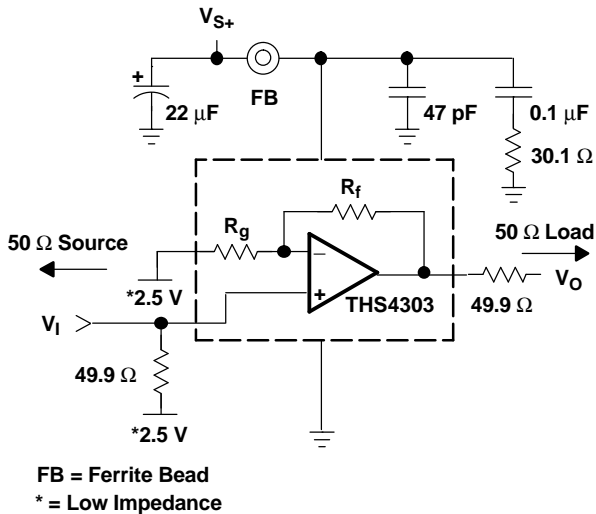 VS+
+
22 μF
FB
47 pF
0.1 μF
30.1 Ω
Rf
Rg
50 Ω Source
50 Ω Load
−
+
*2.5 V
THS4303
VO
49.9 Ω
VI
49.9 Ω
*2.5 V
FB = Ferrite Bead
* = Low Impedance